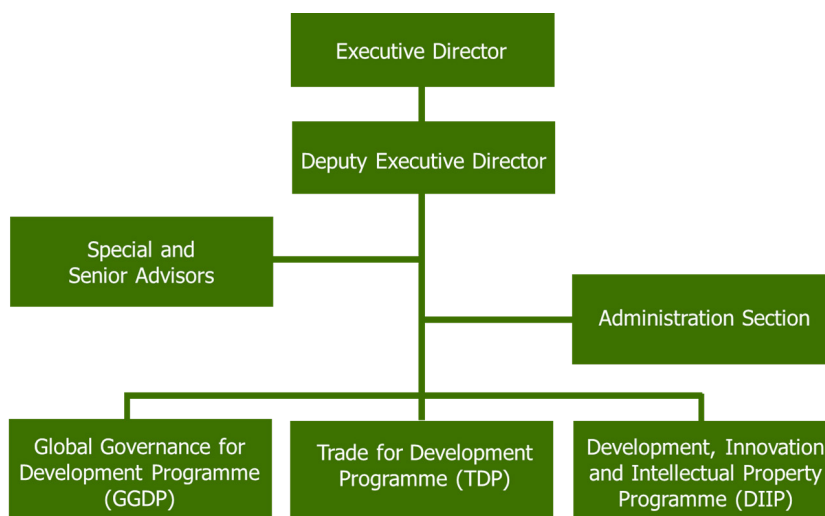 Executive Director
Deputy Executive Director
Special and
Senior Advisors
Administration Section
Global Governance for
Development Programme
(GGDP)
Trade for Development
Programme (TDP)
Development, Innovation
and Intellectual Property
Programme (DIIP)